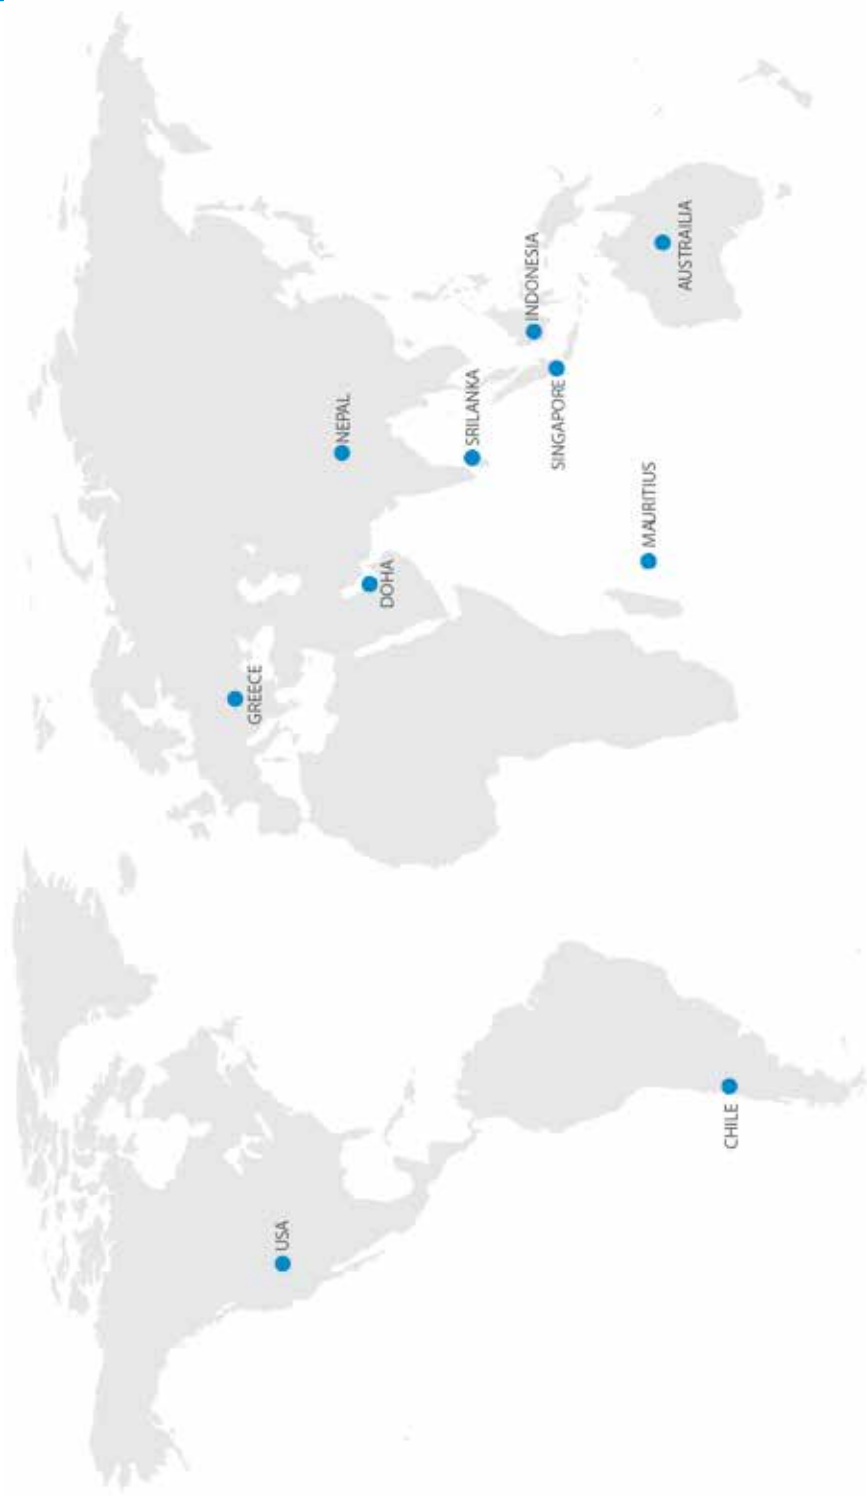 USA
CHILE
GREECE
DOHA
NEPAL
SRILANKA
MAURITIUS
SINGAPORE
INDONESIA
AUSTRAILIA